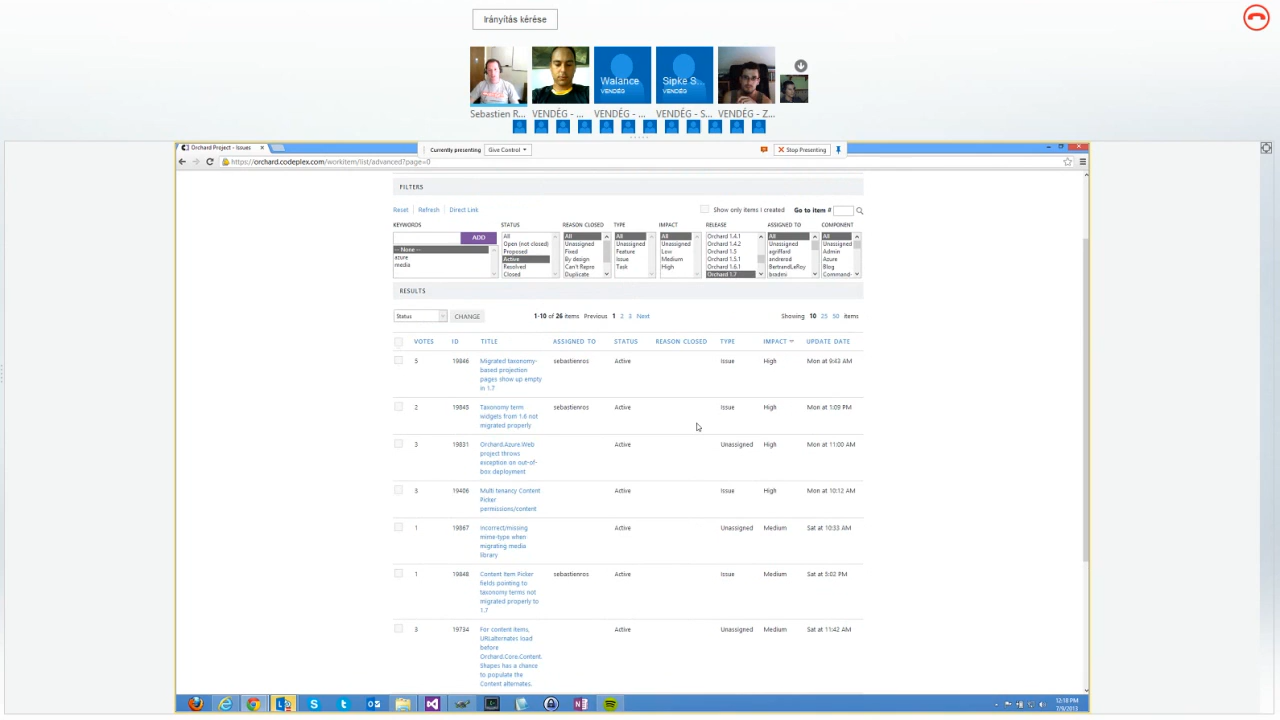 Irányítás kérése
Walance
VENDÉG
Sipke S...
VENDÉG
Sebastien R... VENDÉG - ... VENDÉG - ... VENDÉG - S... VENDÉG - Z...
Orchard Project - Issues
Currently presenting Give Control Stop Presenting
https://orchard.codeplex.com/workitem/list/advanced?page=0
FILTERS
Reset Refresh Direct Link Show only items I created Go to item #
KEYWORDS STATUS REASON CLOSED TYPE IMPACT RELEASE ASSIGNED TO COMPONENT
ADD All All All All Orchard 1.4.1 All All
Open (not closed) Unassigned Unassigned Unassigned Orchard 1.4.2 Unassigned Unassigned
-- None -- Proposed Fixed Feature Low Orchard 1.5 agriffard Admin
azure Active By design Issue Medium Orchard 1.5.1 andrerod Azure
media Resolved Can't Repro Task High Orchard 1.6.1 BertrandLeRoy Blog
Closed Duplicate Orchard 1.7 Command-
RESULTS
Status CHANGE 1-10 of 26 items Previous 1 2 3 Next Showing 10 25 50 items
VOTES ID TITLE ASSIGNED TO STATUS REASON CLOSED TYPE IMPACT UPDATE DATE
5 19846 Migrated taxonomy- sebastienros Active Issue High Mon at 9:43 AM
based projection
pages show up empty
in 1.7
2 19845 Taxonomy term sebastienros Active Issue High Mon at 1:09 PM
widgets from 1.6 not
migrated properly
3 19831 Orchard.Azure.Web Active Unassigned High Mon at 11:00 AM
project throws
exception on out-of-
box deployment
3 19406 Multi tenancy Content Active Issue High Mon at 10:12 AM
Picker
permissions/content
1 19867 Incorrect/missing Active Unassigned Medium Sat at 10:33 AM
mime-type when
migrating media
library
1 19848 Content Item Picker sebastienros Active Issue Medium Sat at 5:02 PM
fields pointing to
taxonomy terms not
migrated properly to
1.7
3 19734 For content items, Active Unassigned Medium Sat at 11:42 AM
URLalternates load
before
Orchard.Core.Content.
Shapes has a chance
to populate the
Content alternates.
12:18 PM
7/9/2013